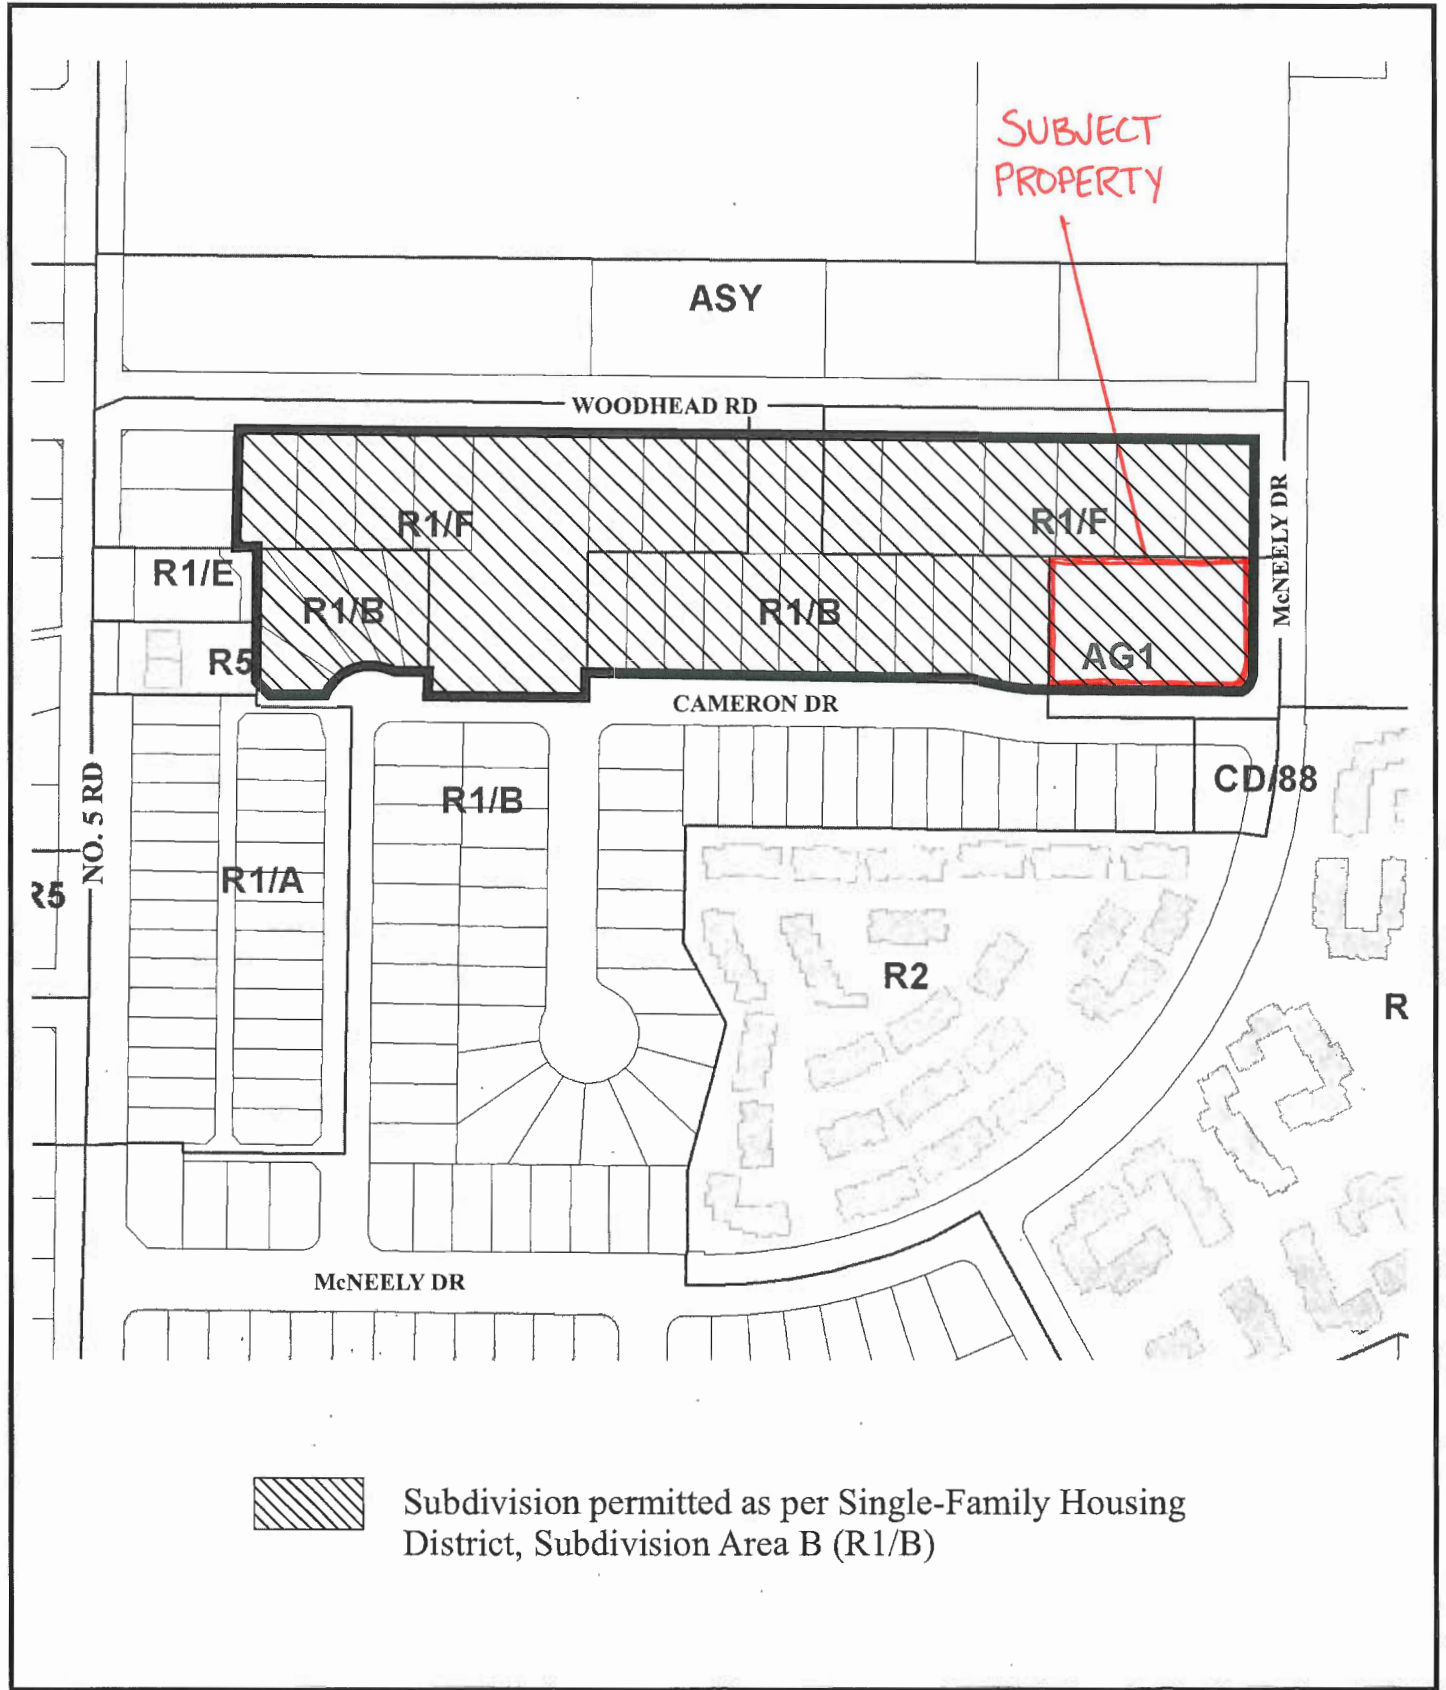 SUBJECT
PROPERTY
ASY
WOODHEAD RD
R1/F
R1/F
McNEELY DR
R1/E
R1/B
R1/B
R5
AG1
CAMERON DR
CD/88
NO. 5 RD
R1/B
R1/A
R5
R2
R
McNEELY DR
Subdivision permitted as per Single-Family Housing
District, Subdivision Area B (R1/B)